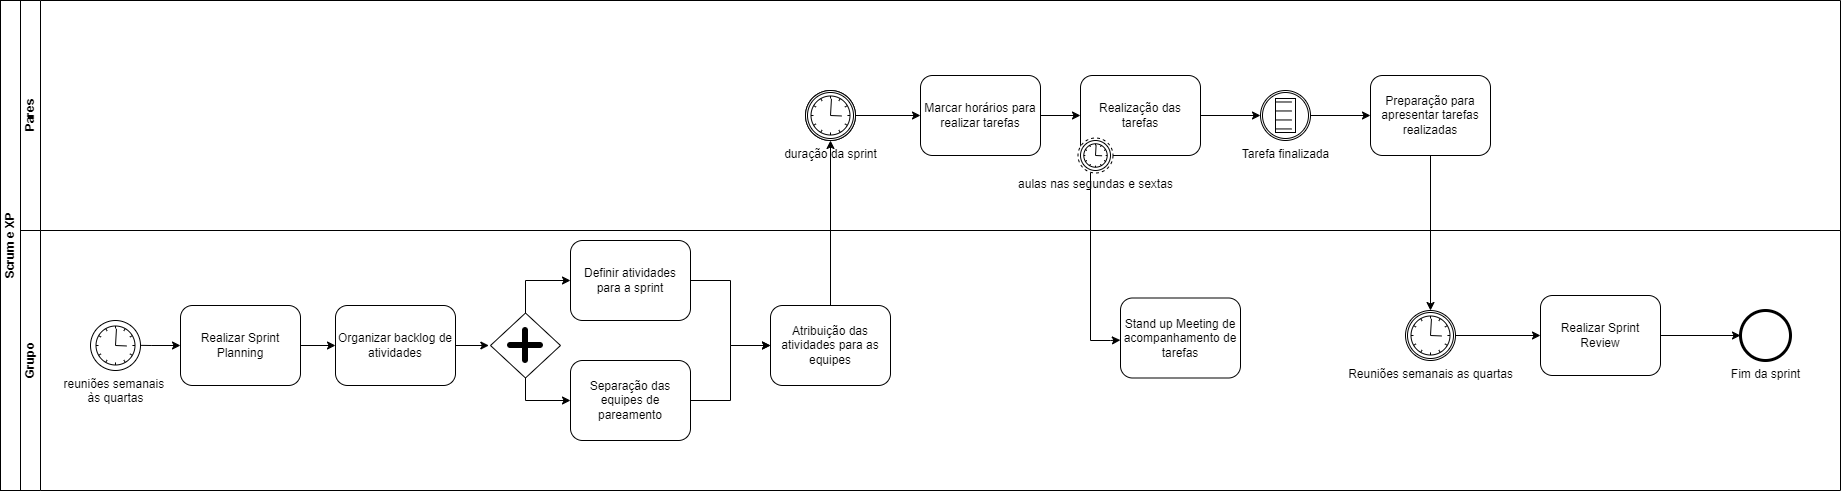 Scrum e XP
Pares
duração da sprint
Marcar horários para
realizar tarefas
Realização das
tarefas
aulas nas segundas e sextas
Tarefa finalizada
Preparação para
apresentar tarefas
realizadas
Grupo
reuniões semanais
às quartas
Realizar Sprint
Planning
Organizar backlog de
atividades
Definir atividades
para a sprint
Separação das
equipes de
pareamento
Atribuição das
atividades para as
equipes
Stand up Meeting de
acompanhamento de
tarefas
Reuniões semanais as quartas
Realizar Sprint
Review
Fim da sprint